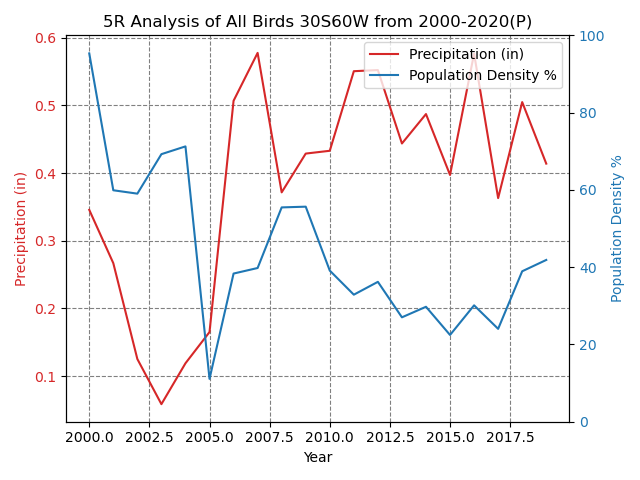 5R Analysis of All Birds 30S60W from 2000-2020(P)
Precipitation (in)
Population Density %
0.6
0.5
0.4
0.3
0.2
0.1
Precipitation (in)
100
80
60
40
20
0
Population Density %
2000.0 2002.5 2005.0 2007.5 2010.0 2012.5 2015.0 2017.5
Year